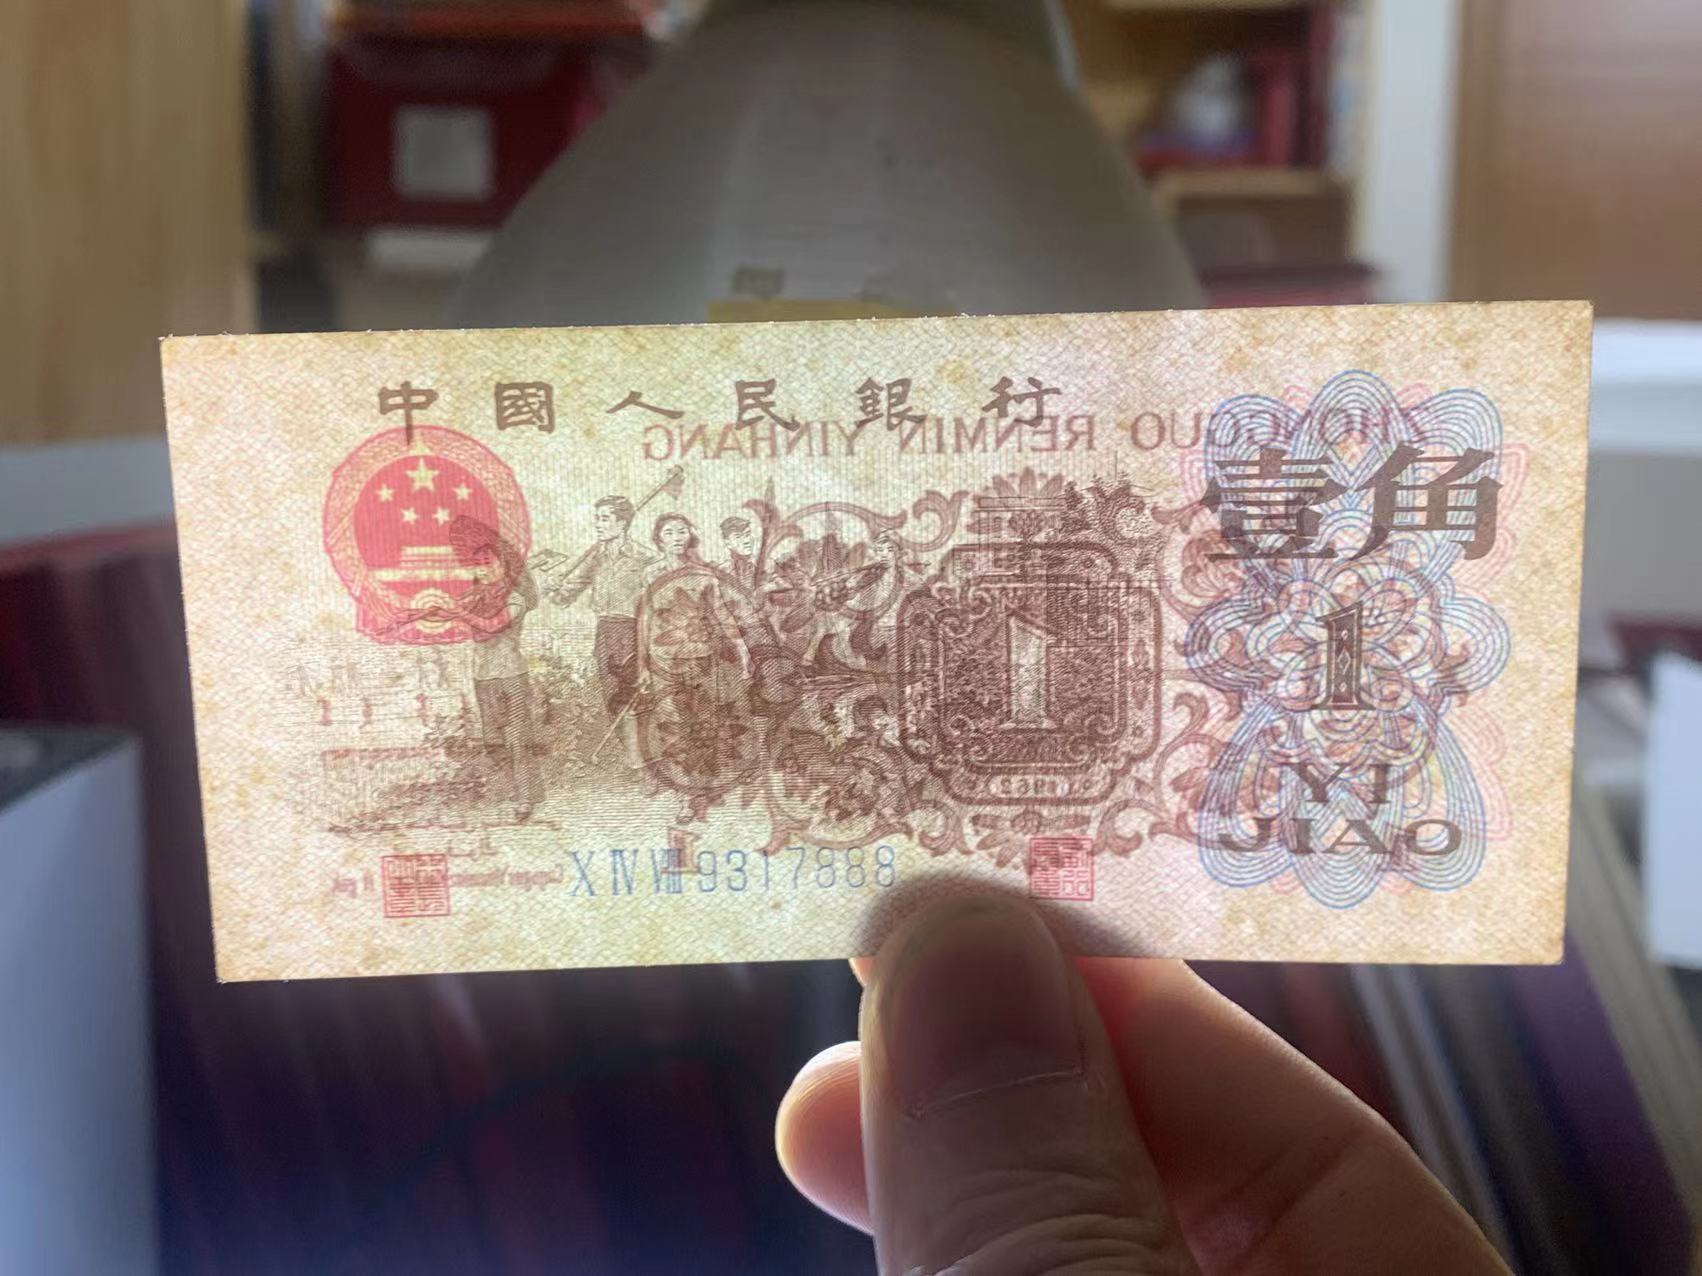 中國人民銀行
ZHONGGUO RENMIN YINHANG
壹角
1
1
YI
JIAO
1962
X IV VIII 9317888